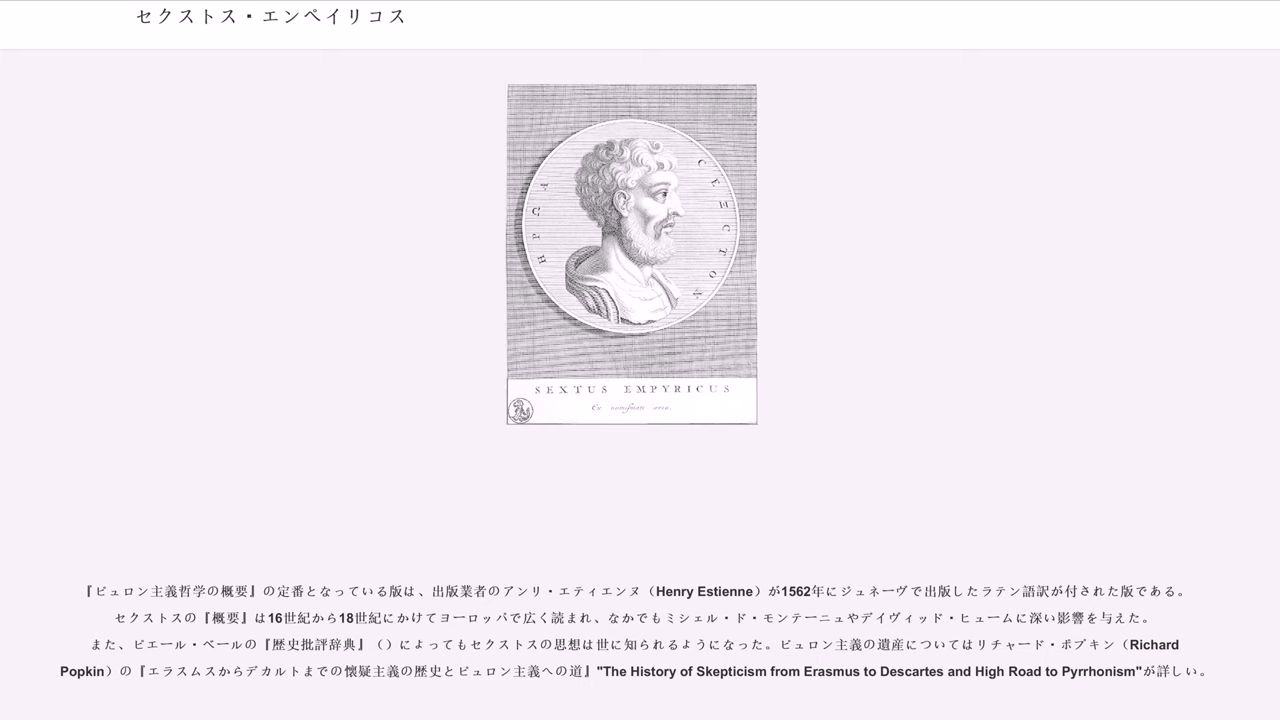 セクストス・エンペイリコス
SEXTUS EMPYRICUS
『ピュロン主義哲学の概要』の定番となっている版は、出版業者のアンリ・エティエンヌ（Henry Estienne）が1562年にジュネーヴで出版したラテン語訳が付された版である。
セクストスの『概要』は16世紀から18世紀にかけてヨーロッパで広く読まれ、なかでもミシェル・ド・モンテーニュやデイヴィッド・ヒュームに深い影響を与えた。
また、ピエール・ベールの『歴史批評辞典』（）によってもセクストスの思想は世に知られるようになった。ピュロン主義の遺産についてはリチャード・ポプキン（Richard
Popkin）の『エラスムスからデカルトまでの懐疑主義の歴史とピュロン主義への道』"The History of Skepticism from Erasmus to Descartes and High Road to Pyrrhonism"が詳しい。